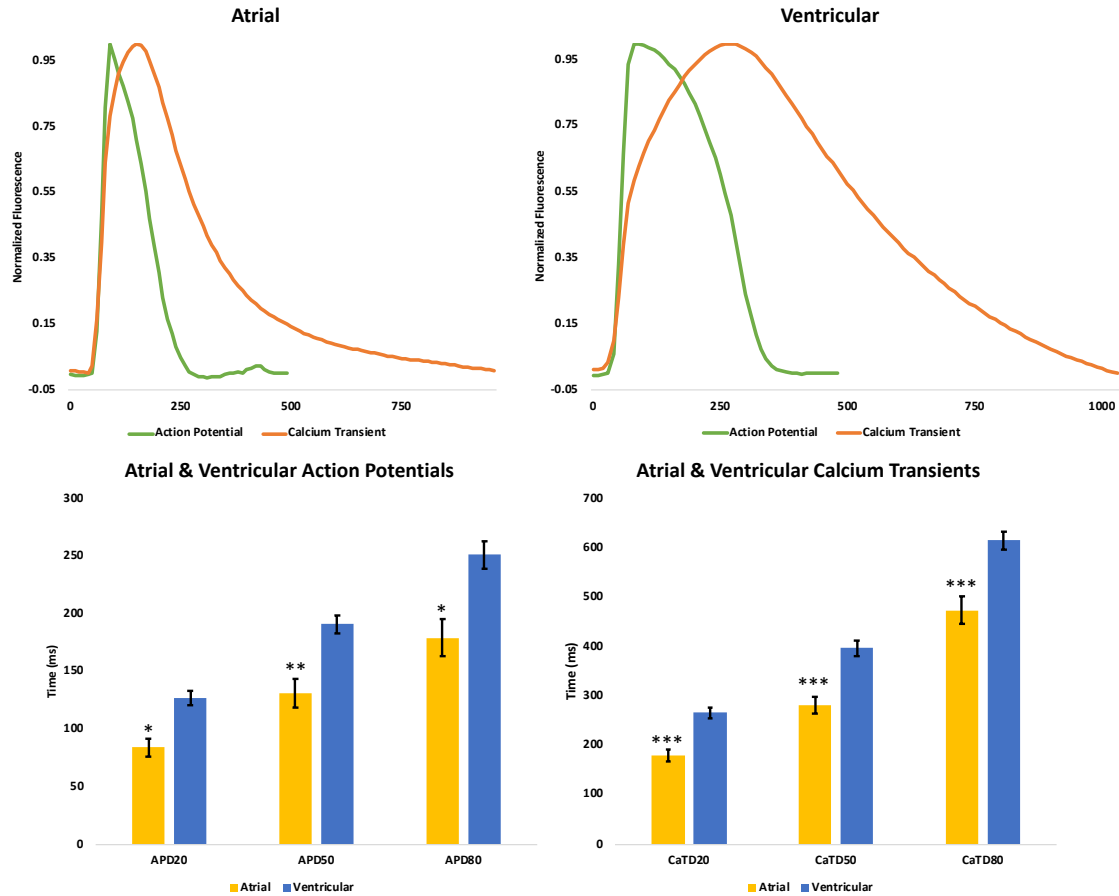 Atrial
Normalized Fluorescence
0.95
0.75
0.55
0.35
0.15
-0.05
0 250 500 750
Action Potential Calcium Transient
Ventricular
Normalized Fluorescence
0.95
0.75
0.55
0.35
0.15
-0.05
0 250 500 750 1000
Action Potential Calcium Transient
Atrial & Ventricular Action Potentials
Time (ms)
300
250
200
150
100
50
0
* ** *
APD20 APD50 APD80
Atrial Ventricular
Atrial & Ventricular Calcium Transients
Time (ms)
700
600
500
400
300
200
100
0
*** *** ***
CaTD20 CaTD50 CaTD80
Atrial Ventricular